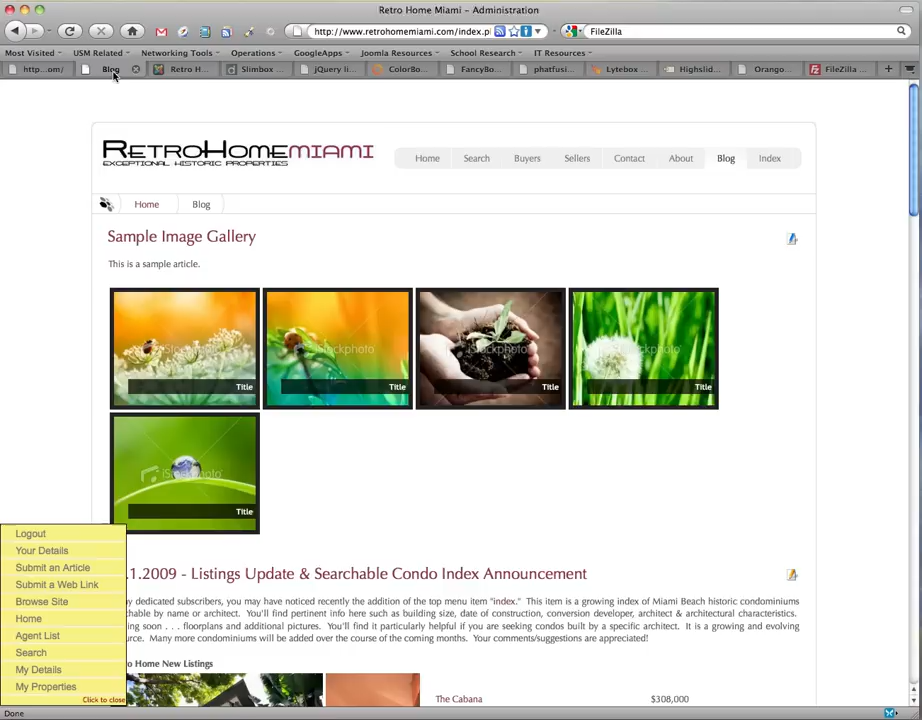 Retro Home Miami - Administration
http://www.retrohomemiami.com/index.pl
FileZilla
Most Visited
USM Related
Networking Tools
Operations
GoogleApps
Joomla Resources
School Research
IT Resources
http...om/
Blog
Retro H...
Slimbox ...
jQuery li...
ColorBo...
FancyBo...
phatfusi...
Lytebox ...
Highslid...
Orango...
FileZilla ...
RETROHOMEMIAMI
EXCEPTIONAL HISTORIC PROPERTIES
Home
Search
Buyers
Sellers
Contact
About
Blog
Index
Home
Blog
Sample Image Gallery
This is a sample article.
iStockphoto
Title
iStockphoto
Title
iStockphoto
Title
iStockphoto
Title
iStockphoto
Title
.1.2009 - Listings Update & Searchable Condo Index Announcement
y dedicated subscribers, you may have noticed recently the addition of the top menu item "index." This item is a growing index of Miami Beach historic condominiums
hable by name or architect. You'll find pertinent info here such as building size, date of construction, conversion developer, architect & architectural characteristics.
ing soon . . . floorplans and additional pictures. You'll find it particularly helpful if you are seeking condos built by a specific architect. It is a growing and evolving
urce. Many more condominiums will be added over the course of the coming months. Your comments/suggestions are appreciated!
ro Home New Listings
The Cabana
$308,000
Logout
Your Details
Submit an Article
Submit a Web Link
Browse Site
Home
Agent List
Search
My Details
My Properties
Click to close
Done